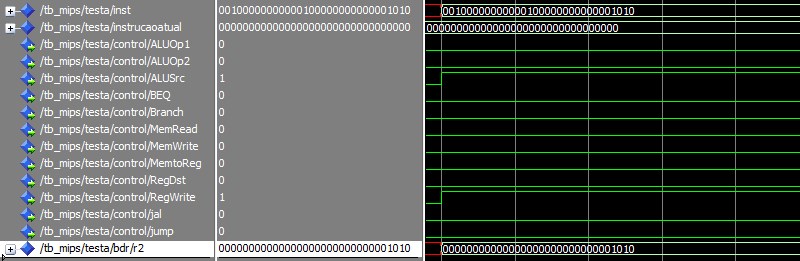 /tb_mips/testa/inst 00100000000000100000000000001010 00100000000000100000000000001010
/tb_mips/testa/instrucaoatual 00000000000000000000000000000000 00000000000000000000000000000000
/tb_mips/testa/control/ALUOp1 0
/tb_mips/testa/control/ALUOp2 0
/tb_mips/testa/control/ALUSrc 1
/tb_mips/testa/control/BEQ 0
/tb_mips/testa/control/Branch 0
/tb_mips/testa/control/MemRead 0
/tb_mips/testa/control/MemWrite 0
/tb_mips/testa/control/MemtoReg 0
/tb_mips/testa/control/RegDst 0
/tb_mips/testa/control/RegWrite 1
/tb_mips/testa/control/jal 0
/tb_mips/testa/control/jump 0
/tb_mips/testa/bdr/r2 00000000000000000000000000001010 00000000000000000000000000001010